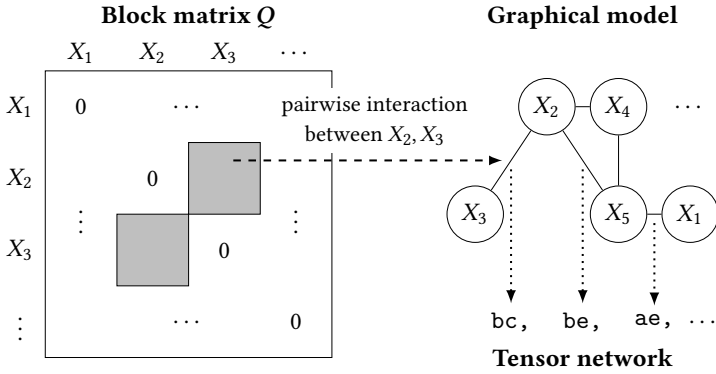 Block matrix Q
Graphical model
X1 X2 X3 ⋯
X1
0
⋯
pairwise interaction
between X2, X3
X2
X4
⋯
X2
0
⋮
⋮
X3
0
X3
X5
X1
⋮
⋯
0
bc, be, ae, ⋯
Tensor network